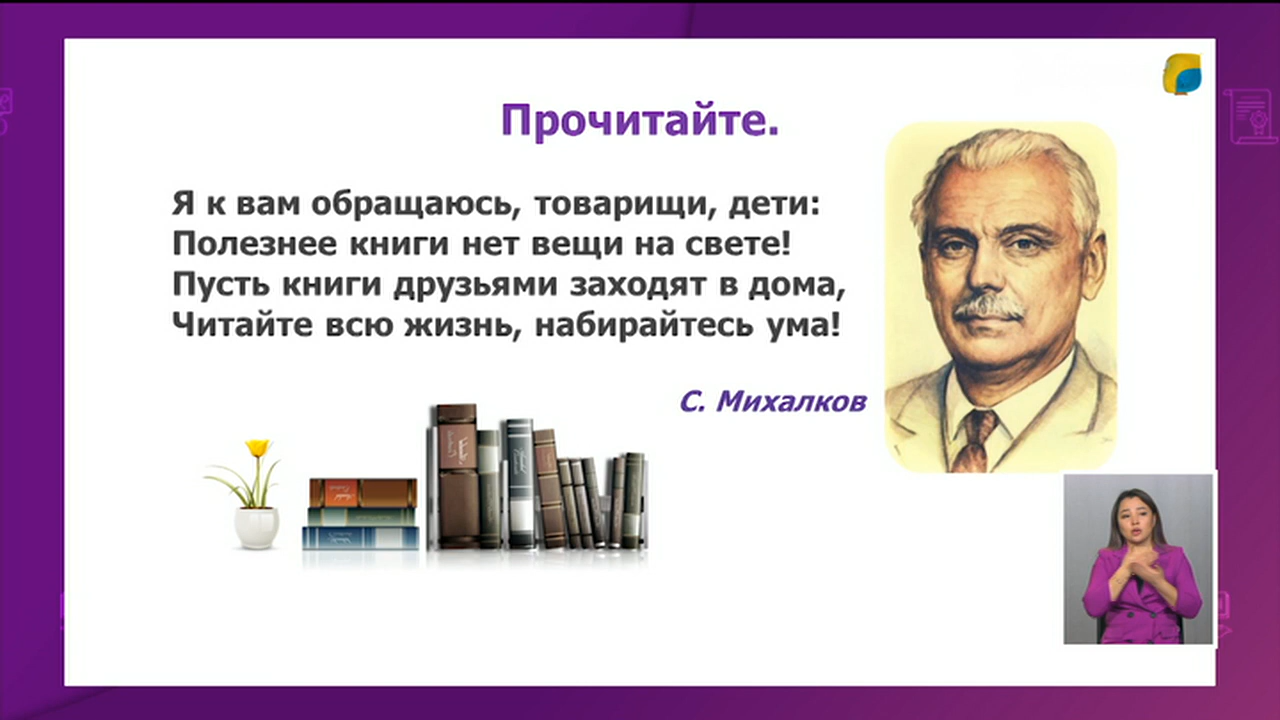 Прочитайте.
Я к вам обращаюсь, товарищи, дети:
Полезнее книги нет вещи на свете!
Пусть книги друзьями заходят в дома,
Читайте всю жизнь, набирайтесь ума!
С. Михалков